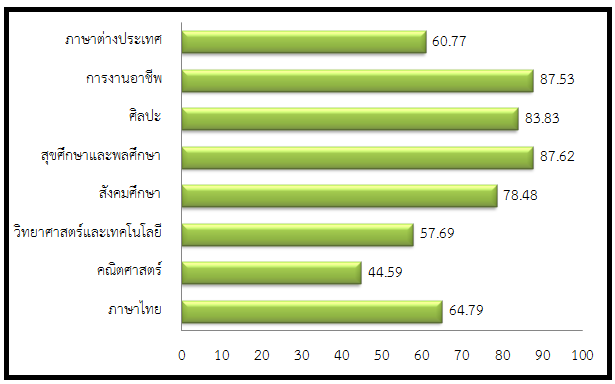 ภาษาต่างประเทศ 60.77
การงานอาชีพ 87.53
ศิลปะ 83.83
สุขศึกษาและพลศึกษา 87.62
สังคมศึกษา 78.48
วิทยาศาสตร์และเทคโนโลยี 57.69
คณิตศาสตร์ 44.59
ภาษาไทย 64.79
0 10 20 30 40 50 60 70 80 90 100